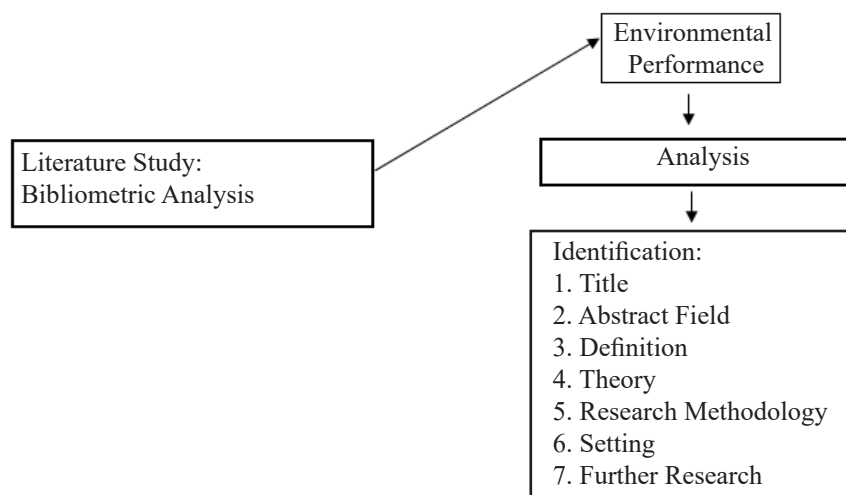 Environmental
Performance
Literature Study:
Bibliometric Analysis
Analysis
Identification:
1. Title
2. Abstract Field
3. Definition
4. Theory
5. Research Methodology
6. Setting
7. Further Research